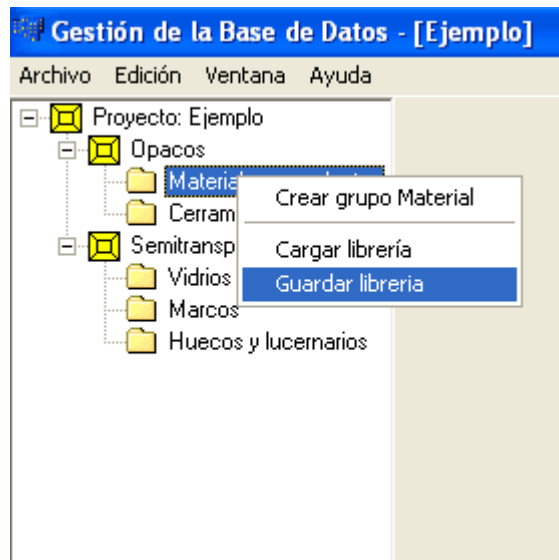 Gestión de la Base de Datos - [Ejemplo]
Archivo Edición Ventana Ayuda
Proyecto: Ejemplo
Opacos
Crear grupo Material
Cargar librería
Guardar libreria
Vidrios
Marcos
Huecos y lucernarios